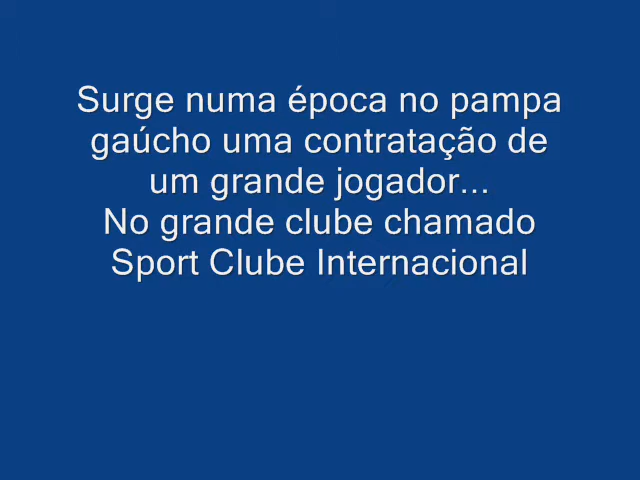 Surge numa época no pampa
gaúcho uma contratação de
um grande jogador...
No grande clube chamado
Sport Clube Internacional